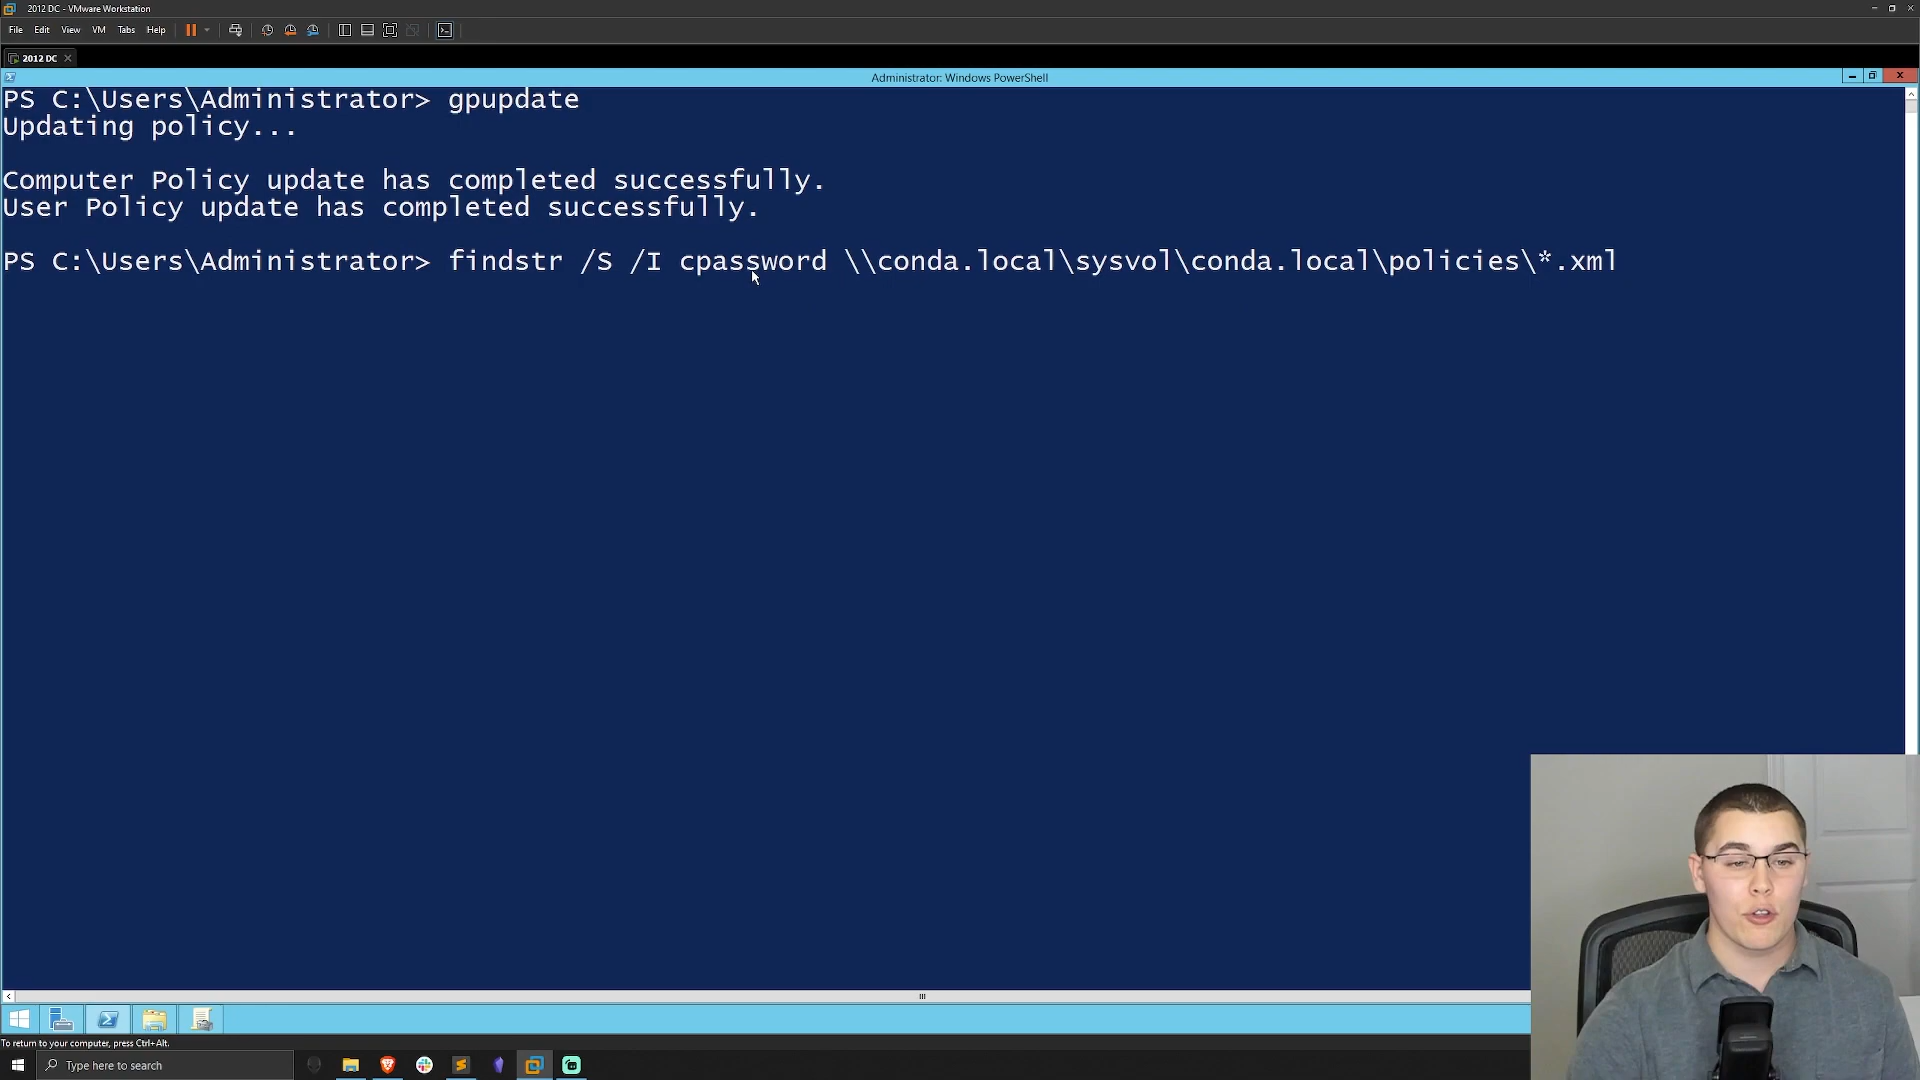 2012 DC - VMware Workstation
File Edit View VM Tabs Help
2012 DC
Administrator: Windows PowerShell
PS C:\Users\Administrator> gpupdate
Updating policy...
Computer Policy update has completed successfully.
User Policy update has completed successfully.
PS C:\Users\Administrator> findstr /S /I cpassword \\conda.local\sysvol\conda.local\policies\*.xml
To return to your computer, press Ctrl+Alt.
Type here to search